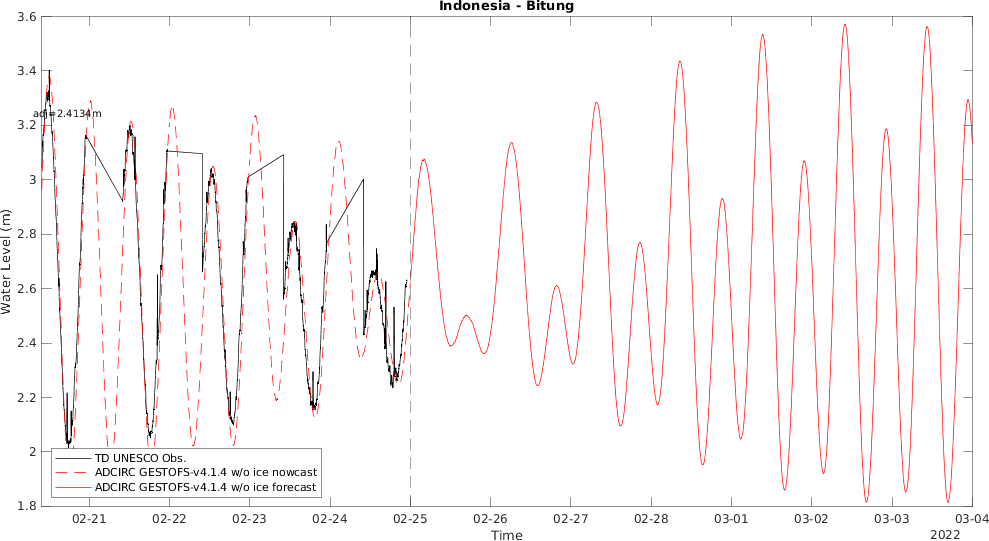 Indonesia - Bitung
3.6
3.4
adj=2.4134m
3.2
3
2.8
2.6
2.4
2.2
2
1.8
Water Level (m)
TD UNESCO Obs.
ADCIRC GESTOFS-v4.1.4 w/o ice nowcast
ADCIRC GESTOFS-v4.1.4 w/o ice forecast
02-21 02-22 02-23 02-24 02-25 02-26 02-27 02-28 03-01 03-02 03-03 03-04
Time
2022